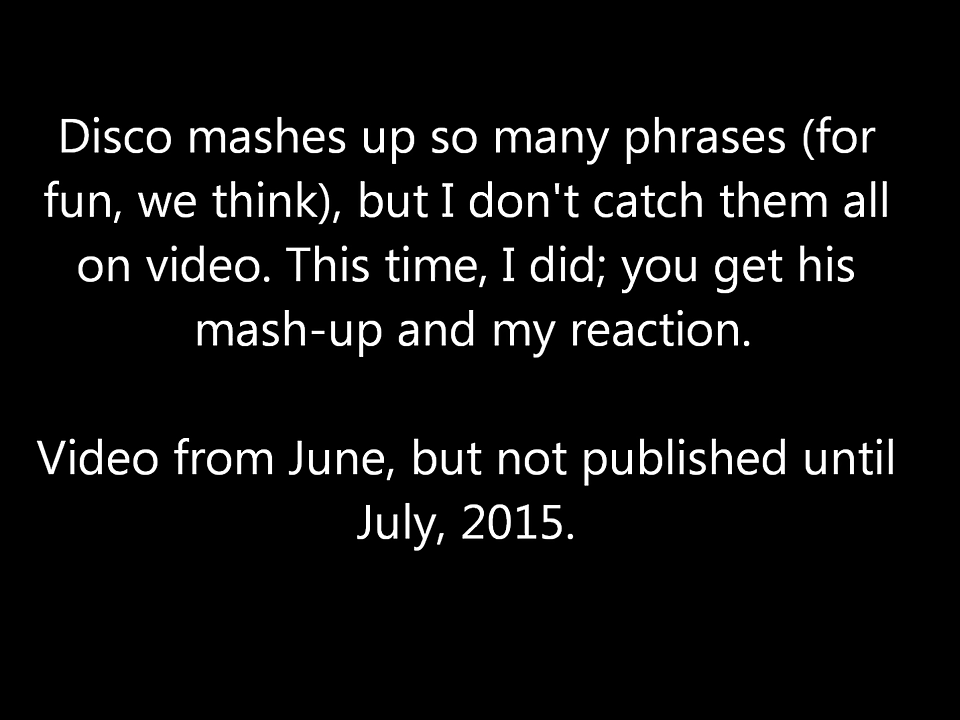 Disco mashes up so many phrases (for
fun, we think), but I don't catch them all
on video. This time, I did; you get his
mash-up and my reaction.
Video from June, but not published until
July, 2015.